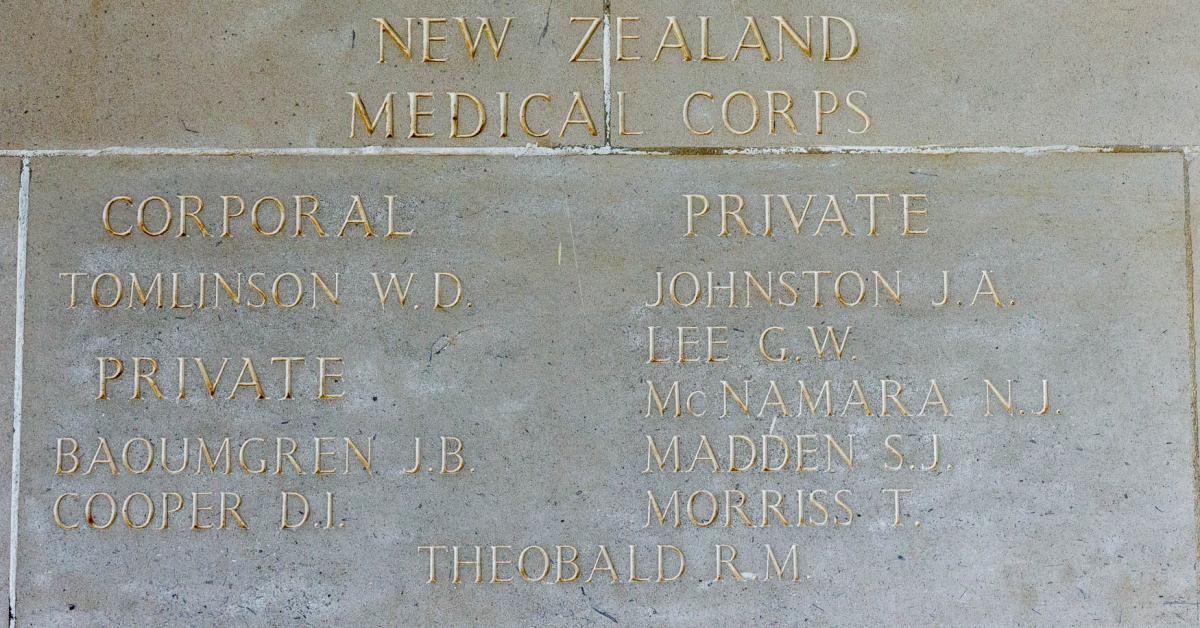 NEW ZEALAND
MEDICAL CORPS
CORPORAL
TOMLINSON W.D.
PRIVATE
BAOUMGREN J.B.
COOPER D.I.
PRIVATE
JOHNSTON J.A.
LEE G.W.
McNAMARA N.J.
MADDEN S.J.
MORRISS T.
THEOBALD R.M.